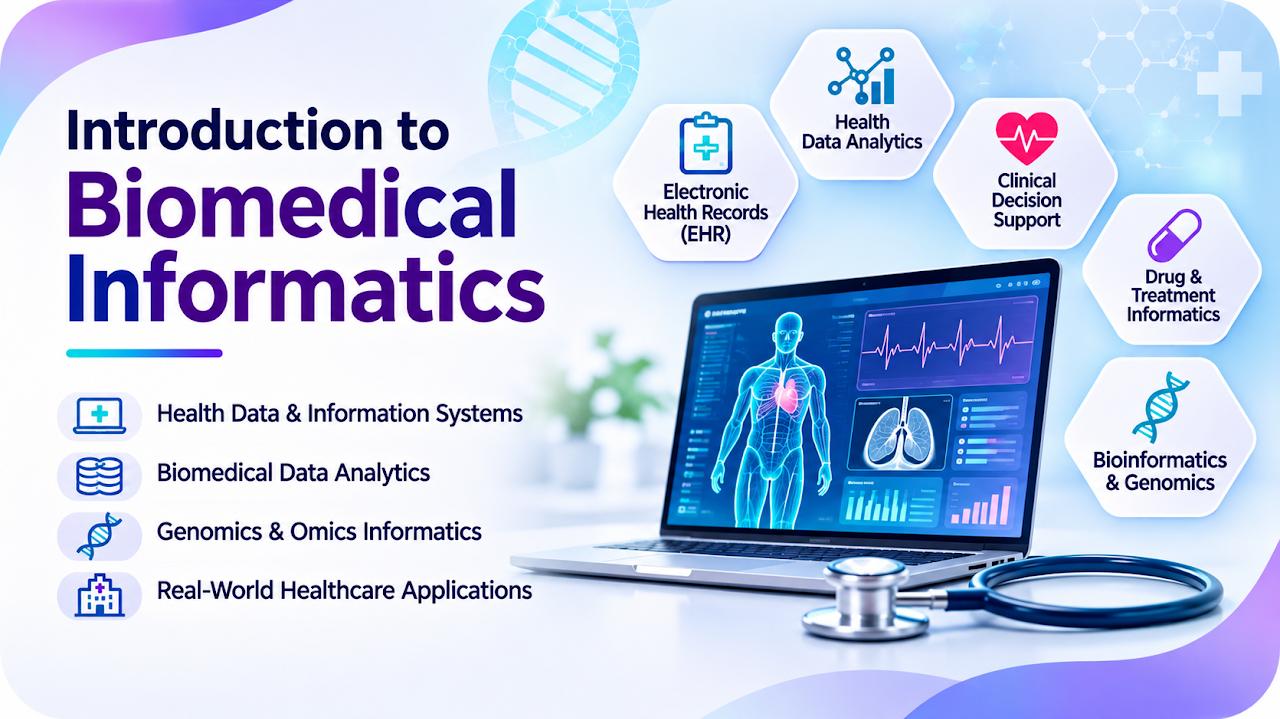 Introduction to
Biomedical
Informatics
Health Data & Information Systems
Biomedical Data Analytics
Genomics & Omics Informatics
Real-World Healthcare Applications
Electronic
Health Records
(EHR)
Health
Data Analytics
Clinical
Decision
Support
Drug &
Treatment
Informatics
Bioinformatics
& Genomics